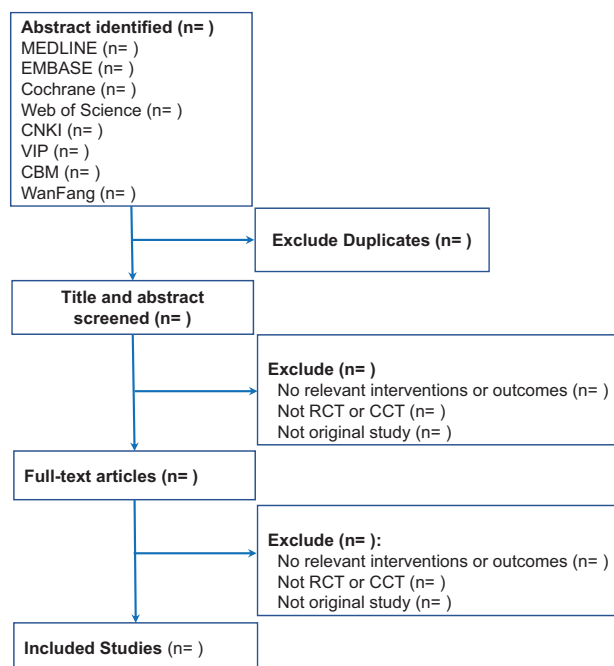 Abstract identified (n= )
MEDLINE (n= )
EMBASE (n= )
Cochrane (n= )
Web of Science (n= )
CNKI (n= )
VIP (n= )
CBM (n= )
WanFang (n= )
Exclude Duplicates (n= )
Title and abstract
screened (n= )
Exclude (n= )
No relevant interventions or outcomes (n= )
Not RCT or CCT (n= )
Not original study (n= )
Full-text articles (n= )
Exclude (n= ):
No relevant interventions or outcomes (n= )
Not RCT or CCT (n= )
Not original study (n= )
Included Studies (n= )